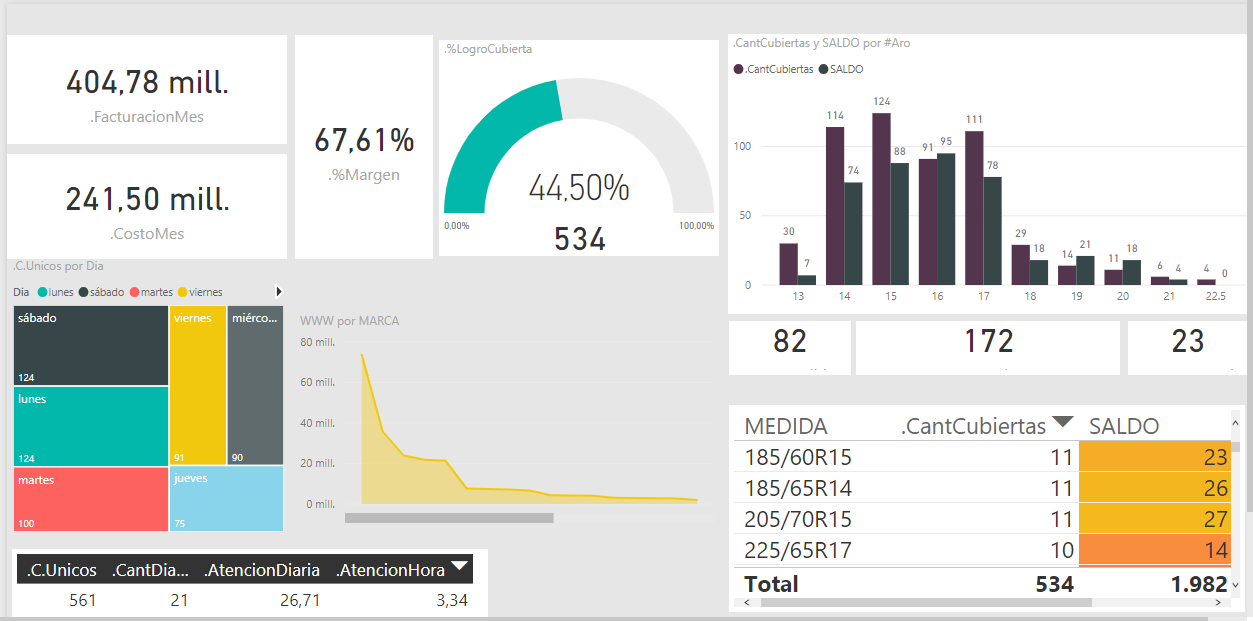 404,78 mill.
.FacturacionMes
241,50 mill.
.CostoMes
67,61%
.%Margen
.%LogroCubierta
44,50%
0,00%
100,00%
534
.CantCubiertas y SALDO por #Aro
.CantCubiertas SALDO
100
50
0
30 7
114 74
124 88
91 95
111 78
29 18
14 21
11 18
6 4
4 0
13 14 15 16 17 18 19 20 21 22.5
.C.Unicos por Dia
Día lunes sábado martes viernes
sábado
124
lunes
124
martes
100
viernes
91
miérco...
90
jueves
75
WWW por MARCA
80 mill.
60 mill.
40 mill.
20 mill.
0 mill.
82
172
23
MEDIDA .CantCubiertas SALDO
185/60R15 11 23
185/65R14 11 26
205/70R15 11 27
225/65R17 10 14
Total 534 1.982
.C.Unicos .CantDia... .AtencionDiaria .AtencionHora
561 21 26,71 3,34